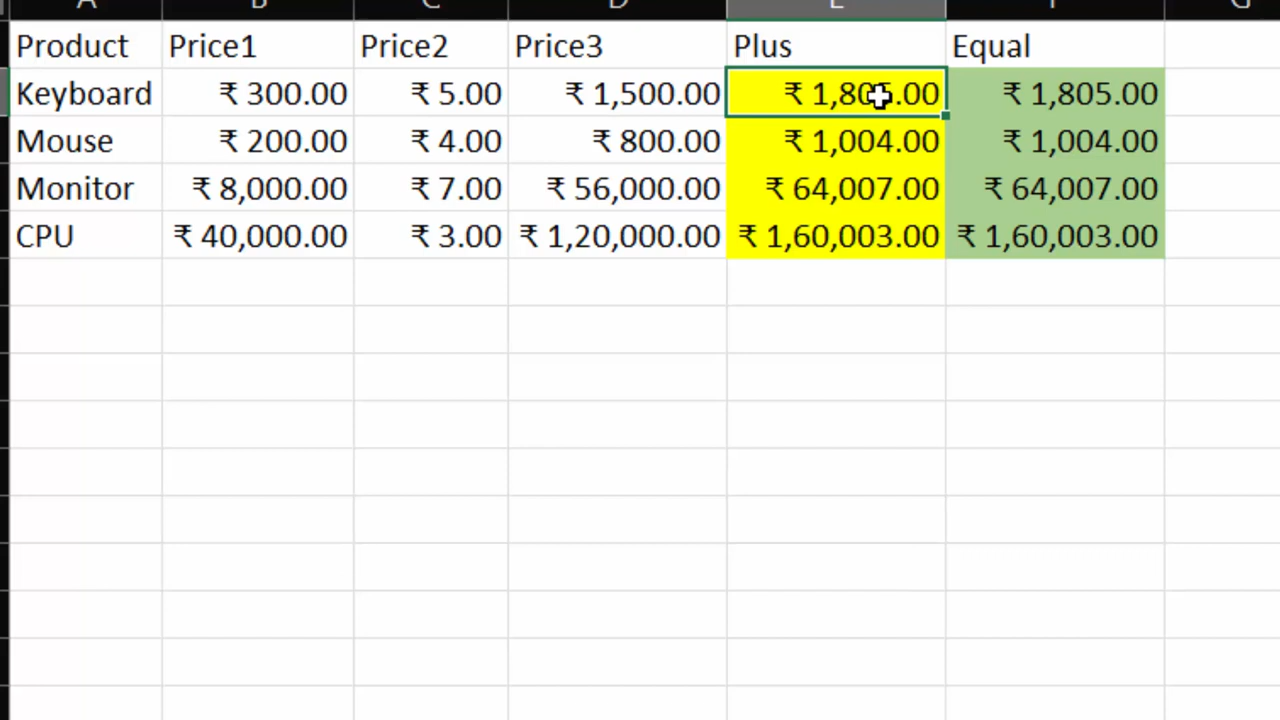 A B C D E F G
Product Price1 Price2 Price3 Plus Equal
Keyboard ₹ 300.00 ₹ 5.00 ₹ 1,500.00 ₹ 1,805.00 ₹ 1,805.00
Mouse ₹ 200.00 ₹ 4.00 ₹ 800.00 ₹ 1,004.00 ₹ 1,004.00
Monitor ₹ 8,000.00 ₹ 7.00 ₹ 56,000.00 ₹ 64,007.00 ₹ 64,007.00
CPU ₹ 40,000.00 ₹ 3.00 ₹ 1,20,000.00 ₹ 1,60,003.00 ₹ 1,60,003.00